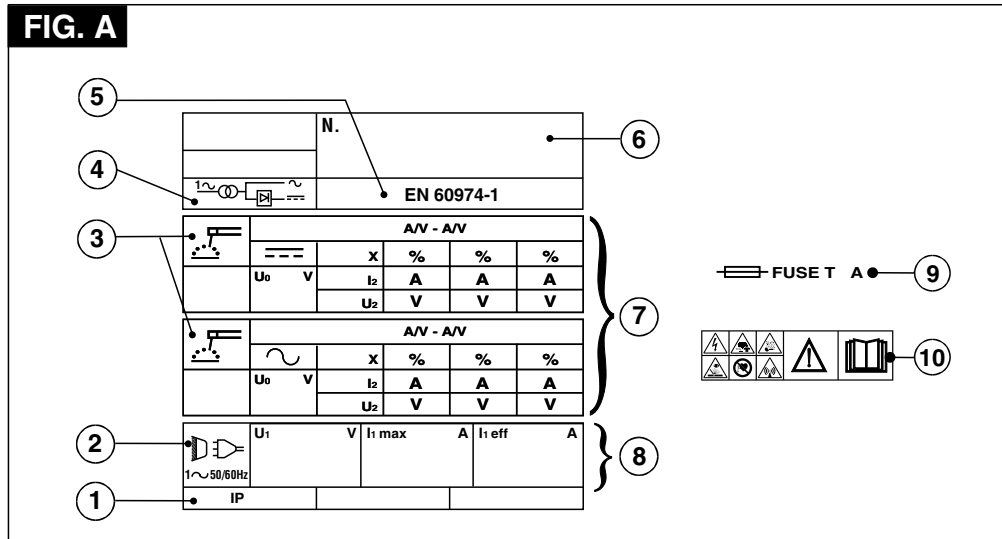 FIG. A
5
N.
6
4
1~
~
EN 60974-1
3
A/V - A/V
X % % %
U0 V I2 A A A
U2 V V V
7
FUSE T A
9
A/V - A/V
X % % %
U0 V I2 A A A
U2 V V V
10
2
U1 V I1 max A I1 eff A
1~50/60Hz
8
1
IP